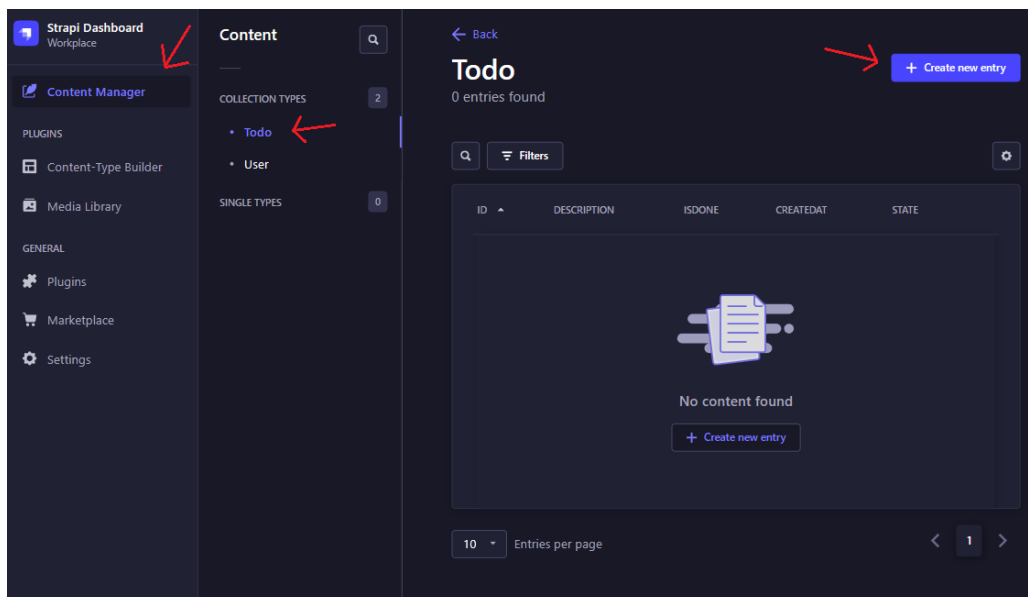 Strapi Dashboard
Workplace
Content Manager
PLUGINS
Content-Type Builder
Media Library
GENERAL
Plugins
Marketplace
Settings
Content
COLLECTION TYPES 2
Todo
User
SINGLE TYPES 0
Back
Todo
0 entries found
Create new entry
Filters
ID DESCRIPTION ISDONE CREATEDAT STATE
No content found
Create new entry
10 Entries per page
1